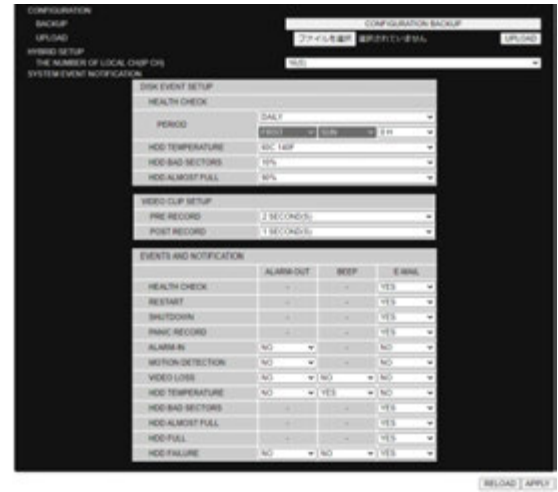 CONFIGURATION
BACKUP CONFIGURATION BACKUP
UPLOAD ファイルを選択 選択されていません UPLOAD
HYBRID SETUP
THE NUMBER OF LOCAL CH(IP CH)
SYSTEM EVENT NOTIFICATION
DISK EVENT SETUP
HEALTH CHECK
PERIOD DAILY
FIRST SUN
HDD TEMPERATURE 60C 140F
HDD BAD SECTORS 10%
HDD ALMOST FULL 90%
VIDEO CLIP SETUP
PRE RECORD 2 SECOND(S)
POST RECORD 1 SECOND(S)
EVENTS AND NOTIFICATION
ALARM-OUT BEEP E-MAIL
HEALTH CHECK - - YES
RESTART - - YES
SHUTDOWN - - YES
PANIC RECORD - - YES
ALARM-IN NO - NO
MOTION DETECTION NO - NO
VIDEO LOSS NO NO NO
HDD TEMPERATURE NO YES NO
HDD BAD SECTORS - - YES
HDD ALMOST FULL - - YES
HDD FULL - - YES
HDD FAILURE NO NO YES
RELOAD APPLY